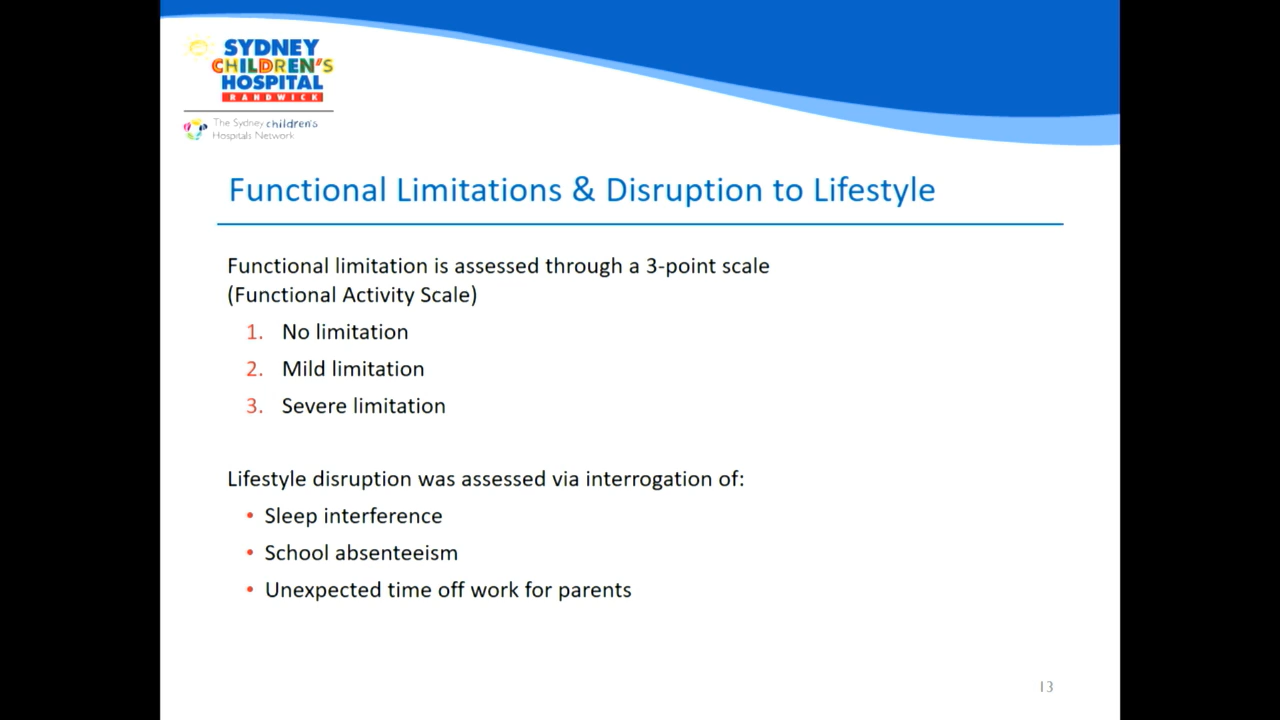 SYDNEY
CHILDREN'S
HOSPITAL
RANDWICK
The Sydney children's
Hospitals Network
Functional Limitations & Disruption to Lifestyle
Functional limitation is assessed through a 3-point scale
(Functional Activity Scale)
1. No limitation
2. Mild limitation
3. Severe limitation
Lifestyle disruption was assessed via interrogation of:
• Sleep interference
• School absenteeism
• Unexpected time off work for parents
13